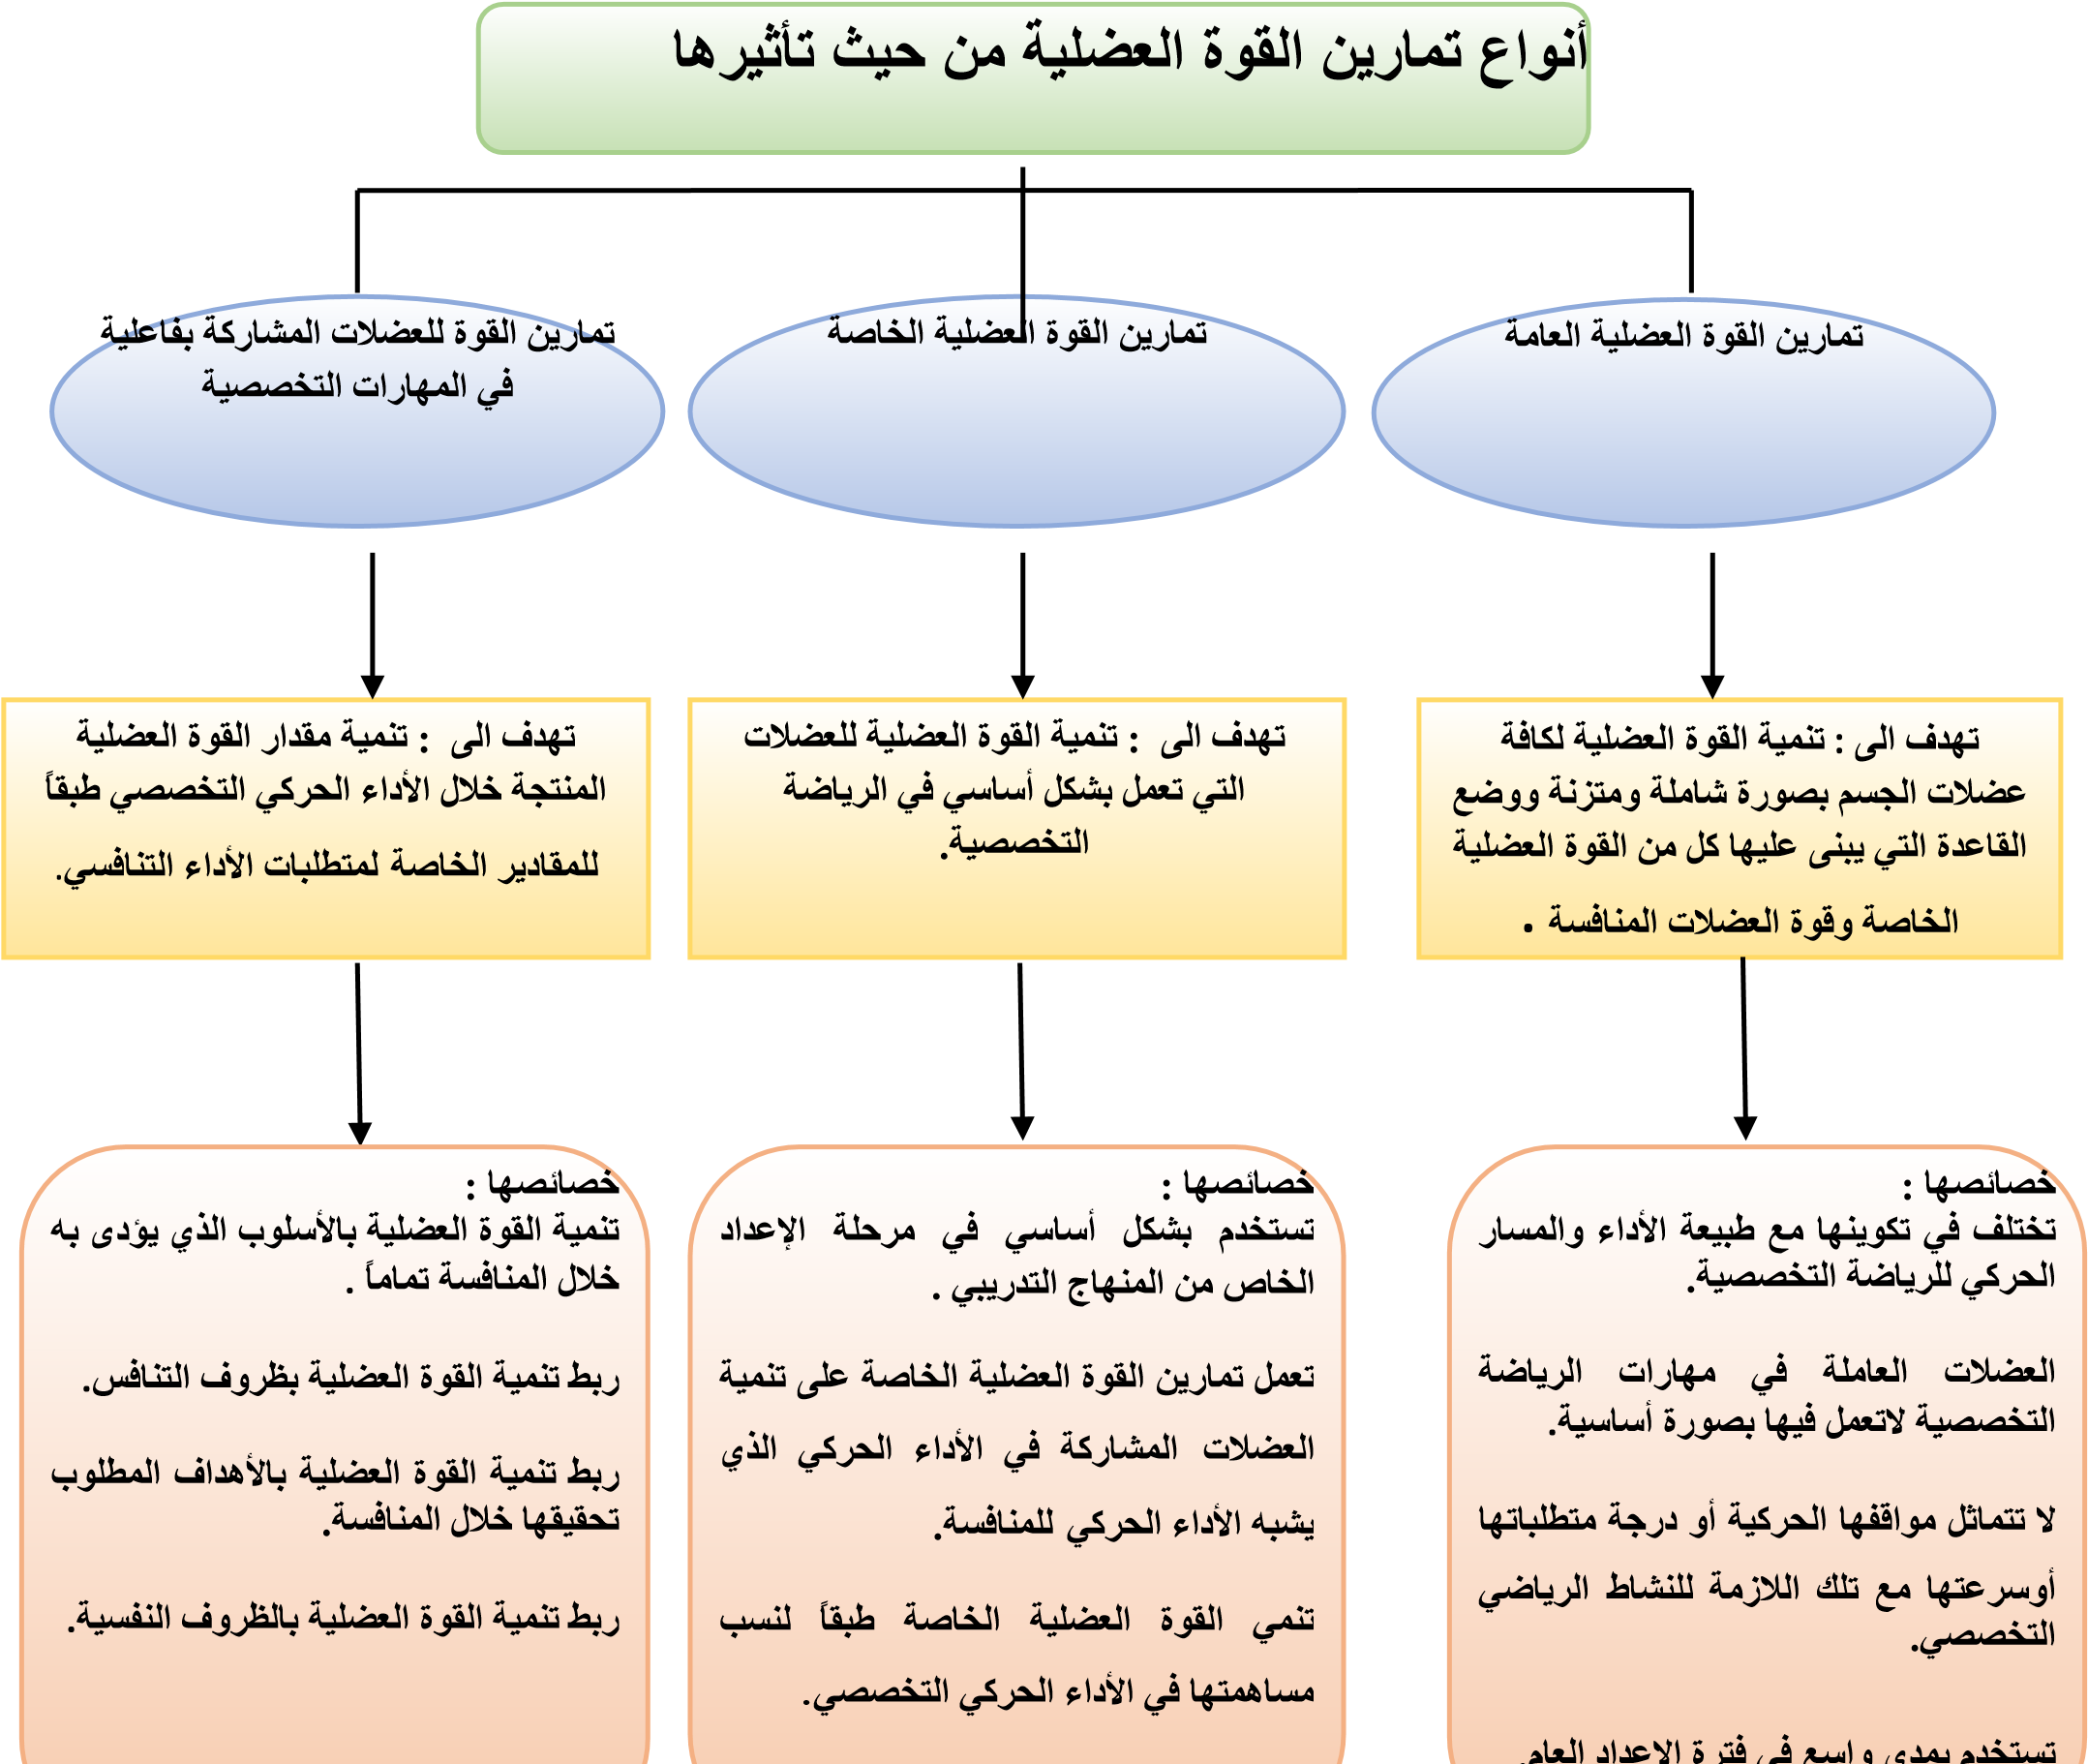 أنواع تمارين القوة العضلية من حيث تأثيرها
تمارين القوة العضلية العامة
تمارين القوة العضلية الخاصة
تمارين القوة للعضلات المشاركة بفاعلية
في المهارات التخصصية
تهدف الى : تنمية القوة العضلية لكافة
عضلات الجسم بصورة شاملة ومتزنة ووضع
القاعدة التي يبنى عليها كل من القوة العضلية
الخاصة وقوة العضلات المنافسة .
تهدف الى : تنمية القوة العضلية للعضلات
التي تعمل بشكل أساسي في الرياضة
التخصصية.
تهدف الى : تنمية مقدار القوة العضلية
المنتجة خلال الأداء الحركي التخصصي طبقاً
للمقادير الخاصة لمتطلبات الأداء التنافسي.
خصائصها :
تختلف في تكوينها مع طبيعة الأداء والمسار
الحركي للرياضة التخصصية.
العضلات العاملة في مهارات الرياضة
التخصصية لاتعمل فيها بصورة أساسية.
لا تتماثل مواقفها الحركية أو درجة متطلباتها
أوسرعتها مع تلك اللازمة للنشاط الرياضي
التخصصي.
تستخدم بمدى واسع في فترة الاعداد العام.
خصائصها :
تستخدم بشكل أساسي في مرحلة الإعداد
الخاص من المنهاج التدريبي .
تعمل تمارين القوة العضلية الخاصة على تنمية
العضلات المشاركة في الأداء الحركي الذي
يشبه الأداء الحركي للمنافسة.
تنمي القوة العضلية الخاصة طبقاً لنسب
مساهمتها في الأداء الحركي التخصصي.
خصائصها :
تنمية القوة العضلية بالأسلوب الذي يؤدى به
خلال المنافسة تماماً .
ربط تنمية القوة العضلية بظروف التنافس.
ربط تنمية القوة العضلية بالأهداف المطلوب
تحقيقها خلال المنافسة.
ربط تنمية القوة العضلية بالظروف النفسية.